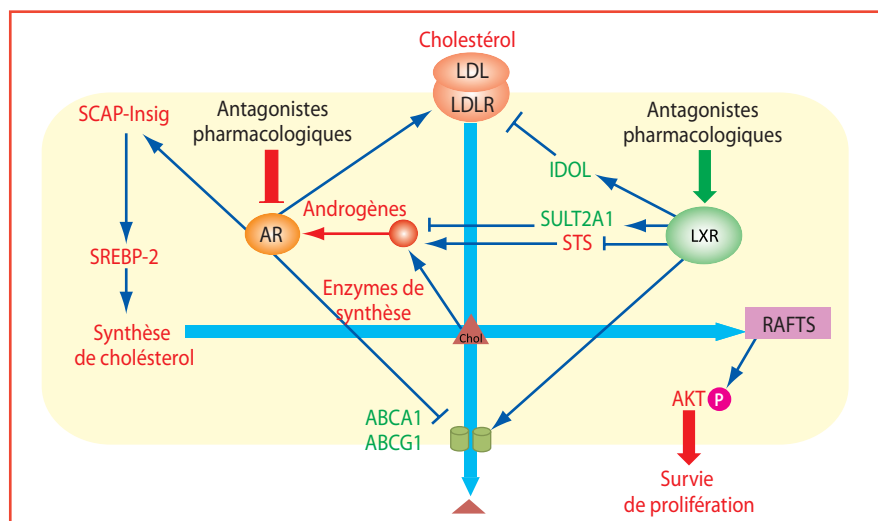 Cholestérol
LDL
LDLR
SCAP-Insig
Antagonistes
pharmacologiques
Antagonistes
pharmacologiques
IDOL
Androgènes
SULT2A1
AR
STS
LXR
SREBP-2
Enzymes de
synthèse
Synthèse
de choléstérol
Chol
RAFTS
AKT P
ABCA1
ABCG1
Survie
de prolifération